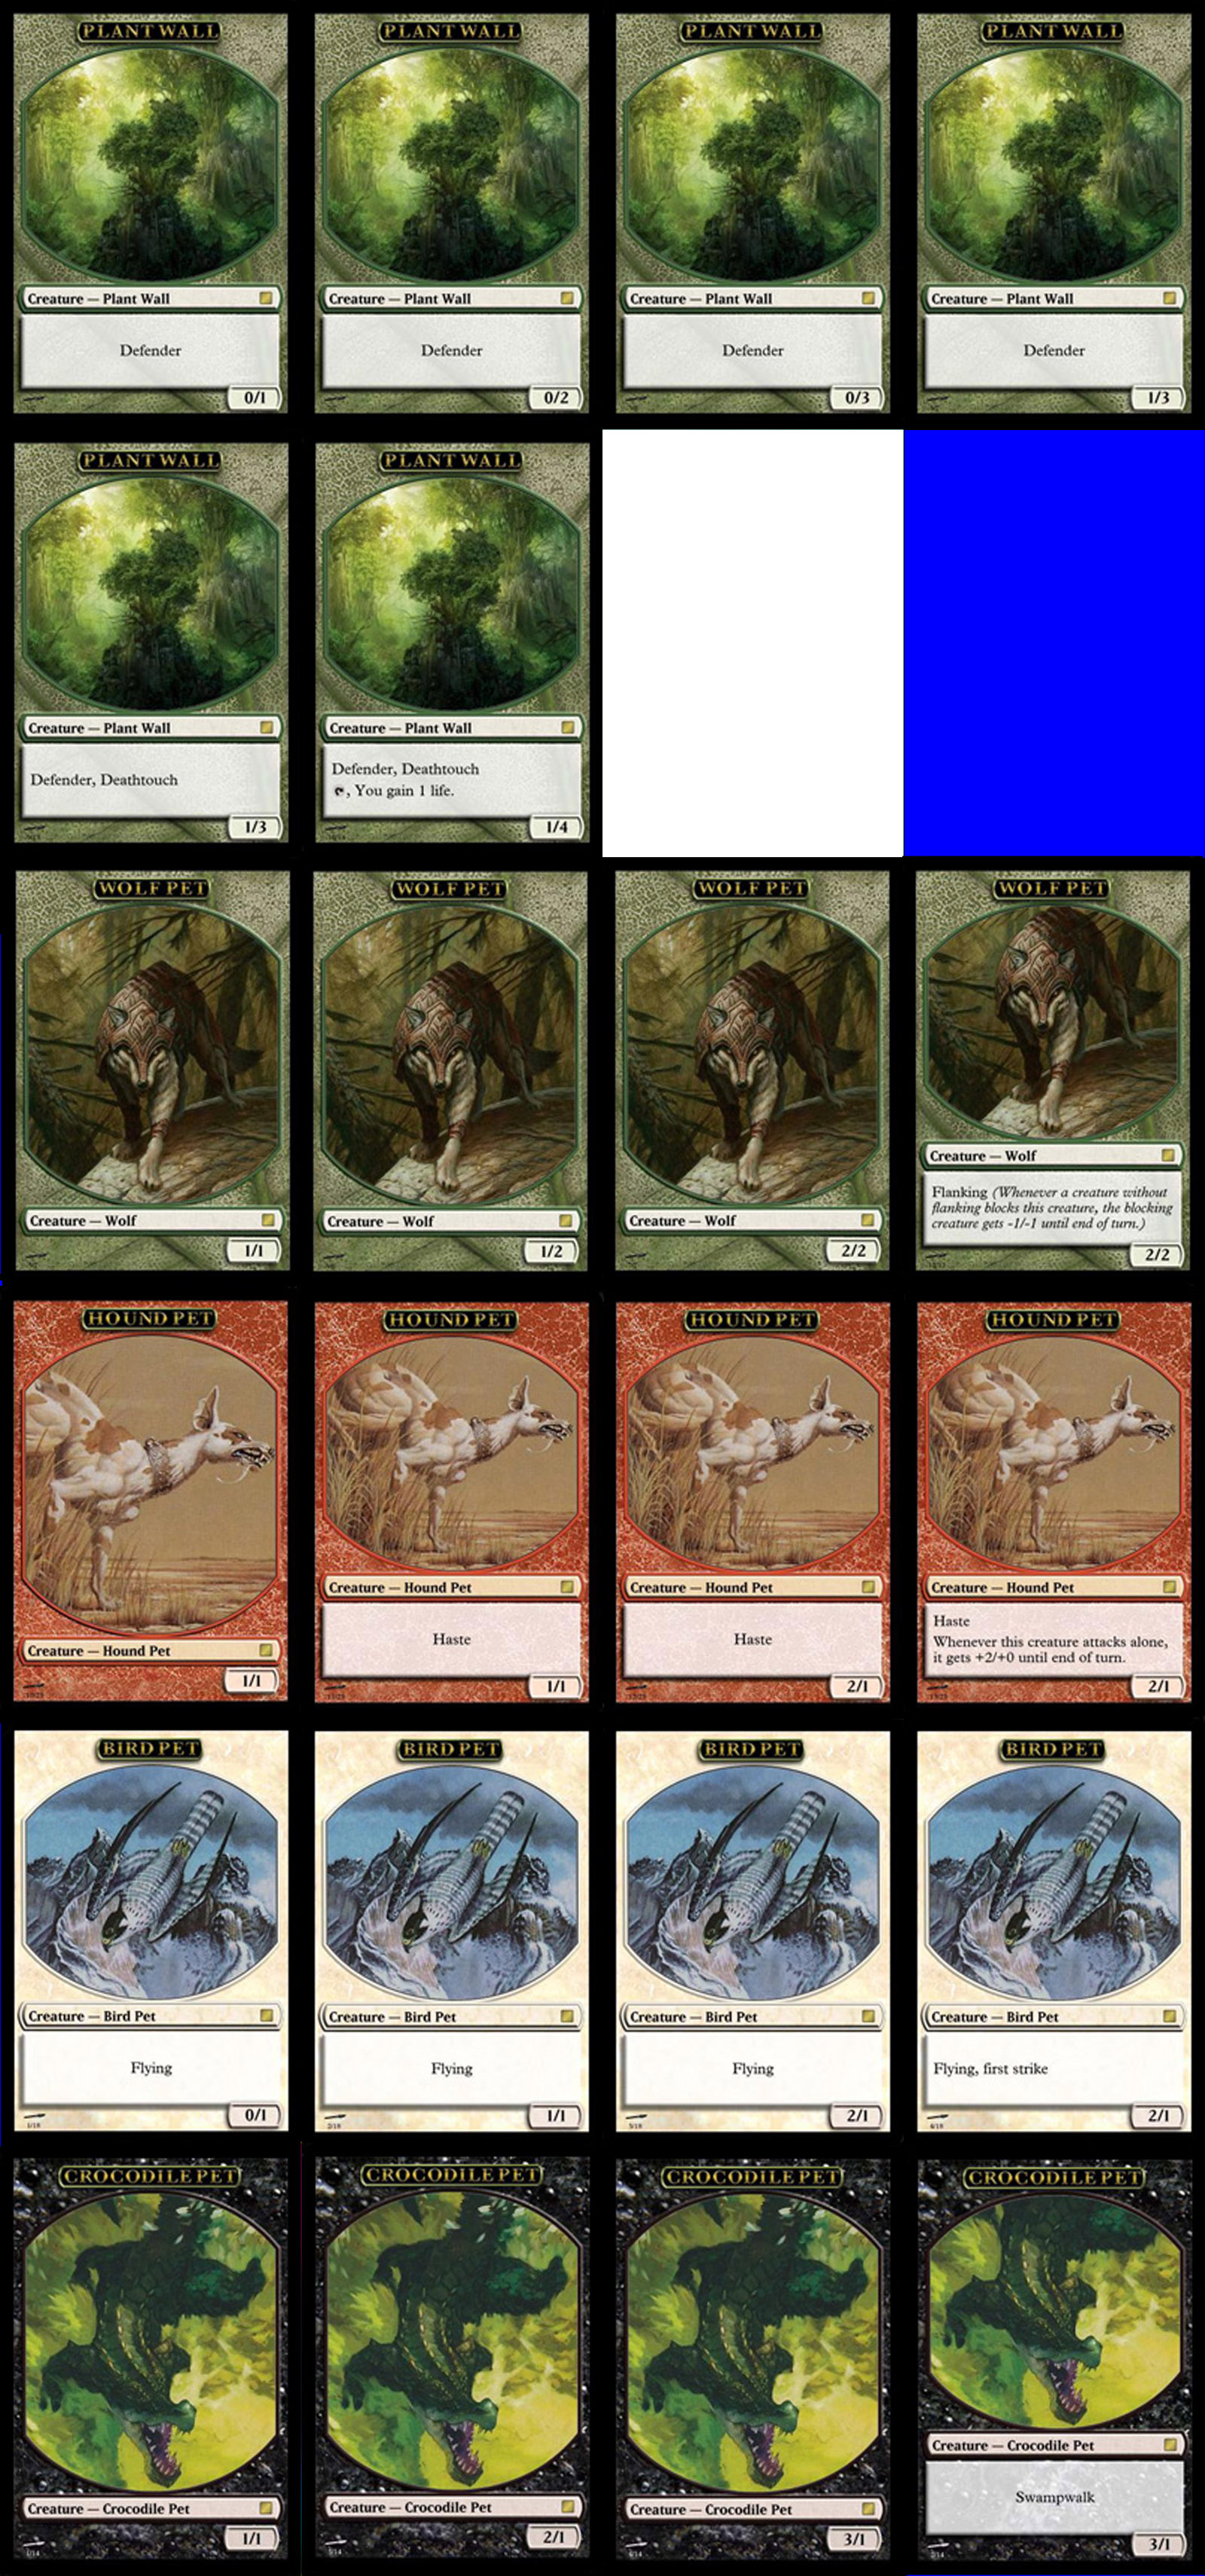 PLANT WALL
Creature — Plant Wall
Defender
0/1
PLANT WALL
Creature — Plant Wall
Defender
0/2
PLANT WALL
Creature — Plant Wall
Defender
0/3
PLANT WALL
Creature — Plant Wall
Defender
1/3
PLANT WALL
Creature — Plant Wall
Defender, Deathtouch
1/3
PLANT WALL
Creature — Plant Wall
Defender, Deathtouch
, You gain 1 life.
1/4
WOLF PET
Creature — Wolf
1/1
WOLF PET
Creature — Wolf
1/2
WOLF PET
Creature — Wolf
2/2
WOLF PET
Creature — Wolf
Flanking (Whenever a creature without
flanking blocks this creature, the blocking
creature gets -1/-1 until end of turn.)
2/2
HOUND PET
Creature — Hound Pet
1/1
HOUND PET
Creature — Hound Pet
Haste
1/1
HOUND PET
Creature — Hound Pet
Haste
2/1
HOUND PET
Creature — Hound Pet
Haste
Whenever this creature attacks alone,
it gets +2/+0 until end of turn.
2/1
BIRD PET
Creature — Bird Pet
Flying
0/1
1/18
BIRD PET
Creature — Bird Pet
Flying
1/1
2/18
BIRD PET
Creature — Bird Pet
Flying
2/1
BIRD PET
Creature — Bird Pet
Flying, first strike
2/1
CROCODILE PET
Creature — Crocodile Pet
1/1
CROCODILE PET
Creature — Crocodile Pet
2/1
CROCODILE PET
Creature — Crocodile Pet
3/1
CROCODILE PET
Creature — Crocodile Pet
Swampwalk
3/1